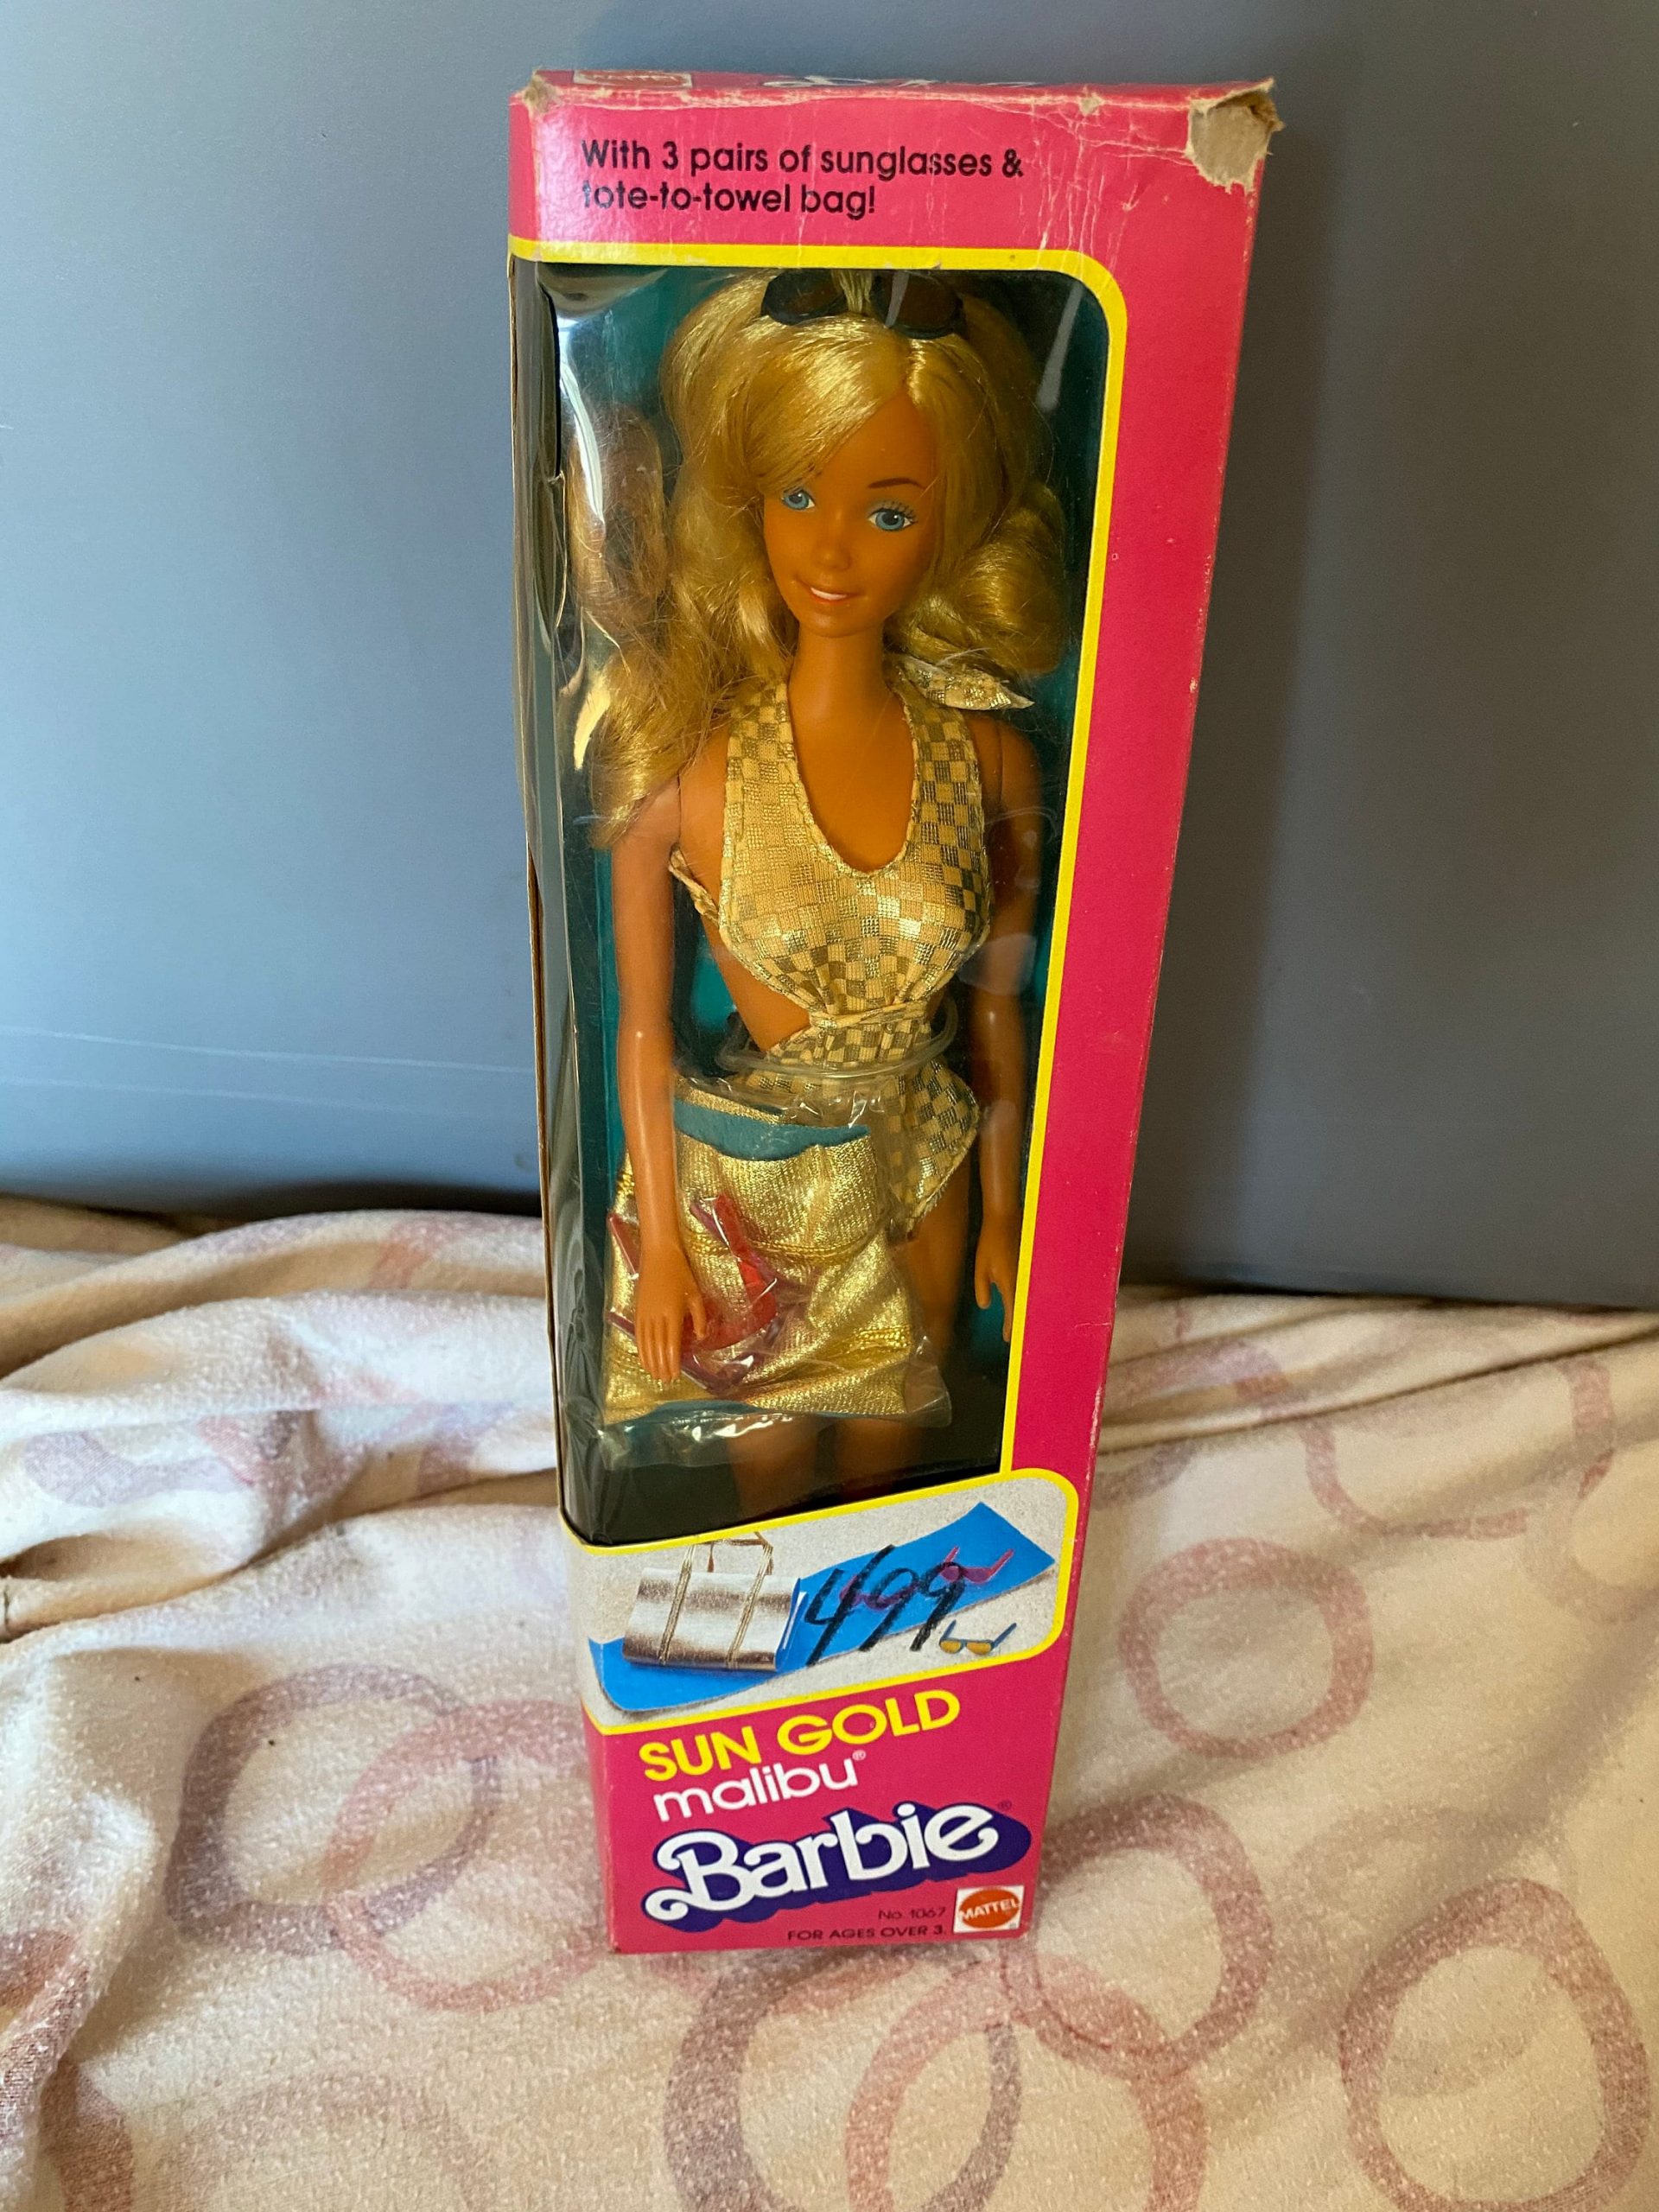 With 3 pairs of sunglasses &
tote-to-towel bag!
499
SUN GOLD
malibu®
Barbie®
No. 1067
FOR AGES OVER 3.
MATTEL